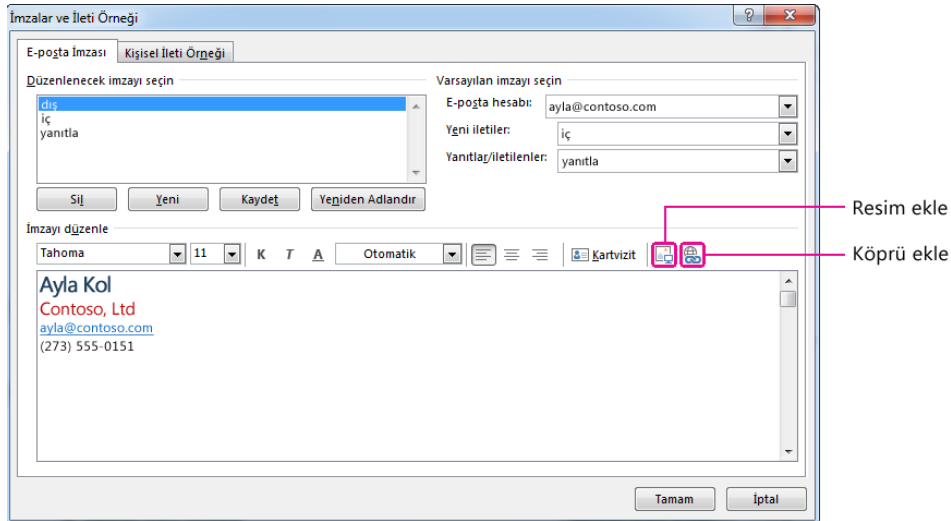 İmzalar ve İleti Örneği
E-posta İmzası
Kişisel İleti Örneği
Düzenlenecek imzayı seçin
dış
iç
yanıtla
Sil
Yeni
Kaydet
Yeniden Adlandır
Varsayılan imzayı seçin
E-posta hesabı: ayla@contoso.com
Yeni iletiler: iç
Yanıtlar/iletilenler: yanıtla
İmzayı düzenle
Tahoma 11 K T A Otomatik Kartvizit
Resim ekle
Köprü ekle
Ayla Kol
Contoso, Ltd
ayla@contoso.com
(273) 555-0151
Tamam
İptal